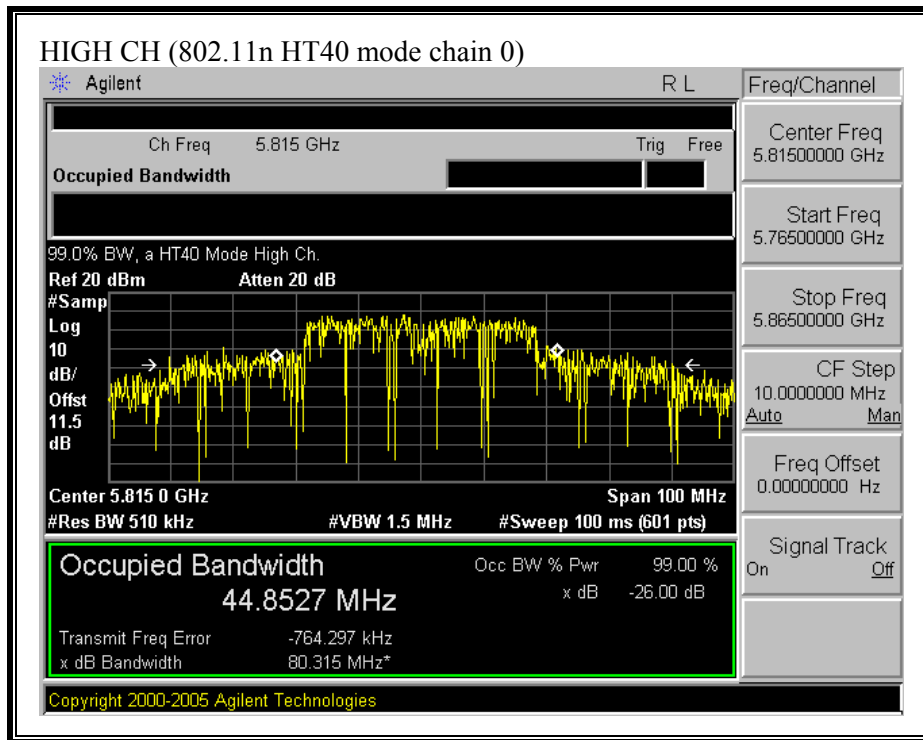 HIGH CH (802.11n HT40 mode chain 0)
Agilent R L Freq/Channel
Ch Freq 5.815 GHz Trig Free
Occupied Bandwidth
Center Freq
5.81500000 GHz
Start Freq
5.76500000 GHz
Stop Freq
5.86500000 GHz
CF Step
10.0000000 MHz
Auto Man
Freq Offset
0.00000000 Hz
Signal Track
On Off
99.0% BW, a HT40 Mode High Ch.
Ref 20 dBm Atten 20 dB
#Samp
Log
10
dB/
Offst
11.5
dB
Center 5.815 0 GHz Span 100 MHz
#Res BW 510 kHz #VBW 1.5 MHz #Sweep 100 ms (601 pts)
Occupied Bandwidth Occ BW % Pwr 99.00 %
44.8527 MHz x dB -26.00 dB
Transmit Freq Error -764.297 kHz
x dB Bandwidth 80.315 MHz*
Copyright 2000-2005 Agilent Technologies